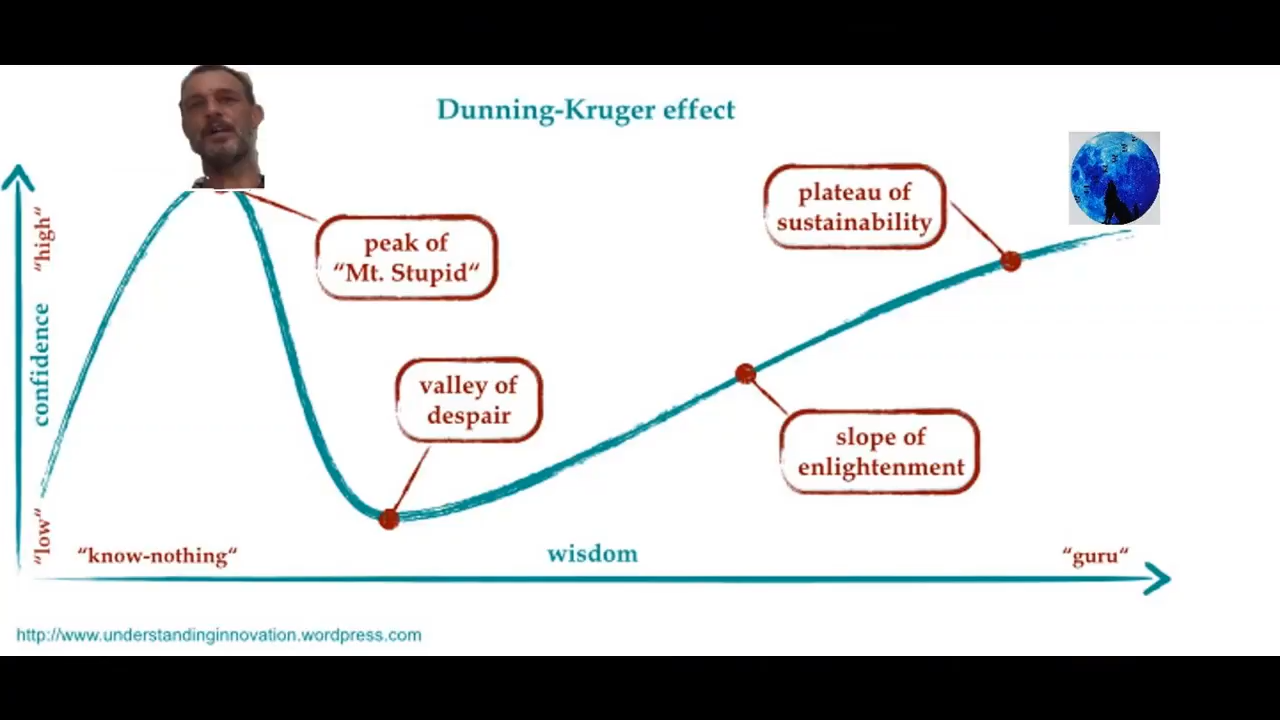 Dunning-Kruger effect
plateau of
sustainability
peak of
“Mt. Stupid“
“high“
confidence
valley of
despair
slope of
enlightenment
“low“
“know-nothing“
wisdom
“guru“
http://www.understandinginnovation.wordpress.com